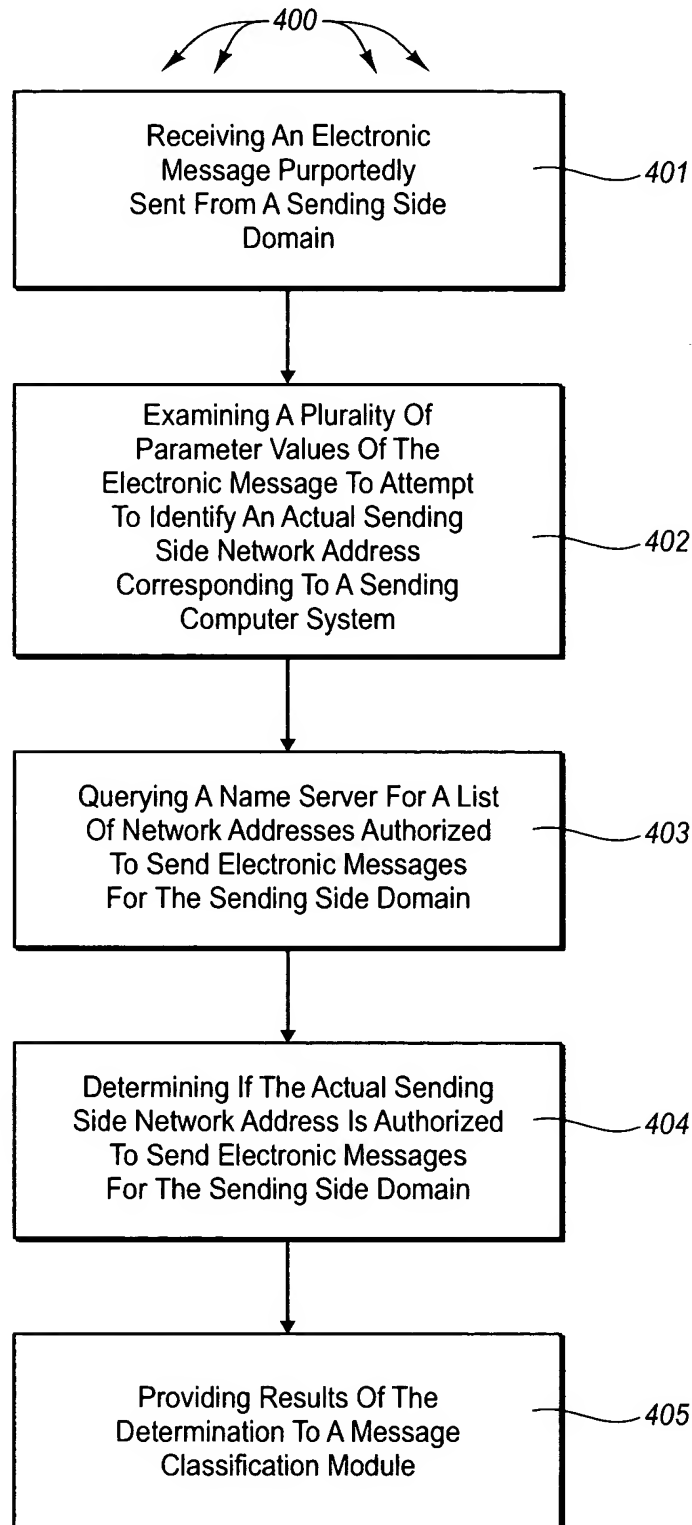 400
Receiving An Electronic
Message Purportedly
Sent From A Sending Side
Domain
401
Examining A Plurality Of
Parameter Values Of The
Electronic Message To Attempt
To Identify An Actual Sending
Side Network Address
Corresponding To A Sending
Computer System
402
Querying A Name Server For A List
Of Network Addresses Authorized
To Send Electronic Messages
For The Sending Side Domain
403
Determining If The Actual Sending
Side Network Address Is Authorized
To Send Electronic Messages
For The Sending Side Domain
404
Providing Results Of The
Determination To A Message
Classification Module
405